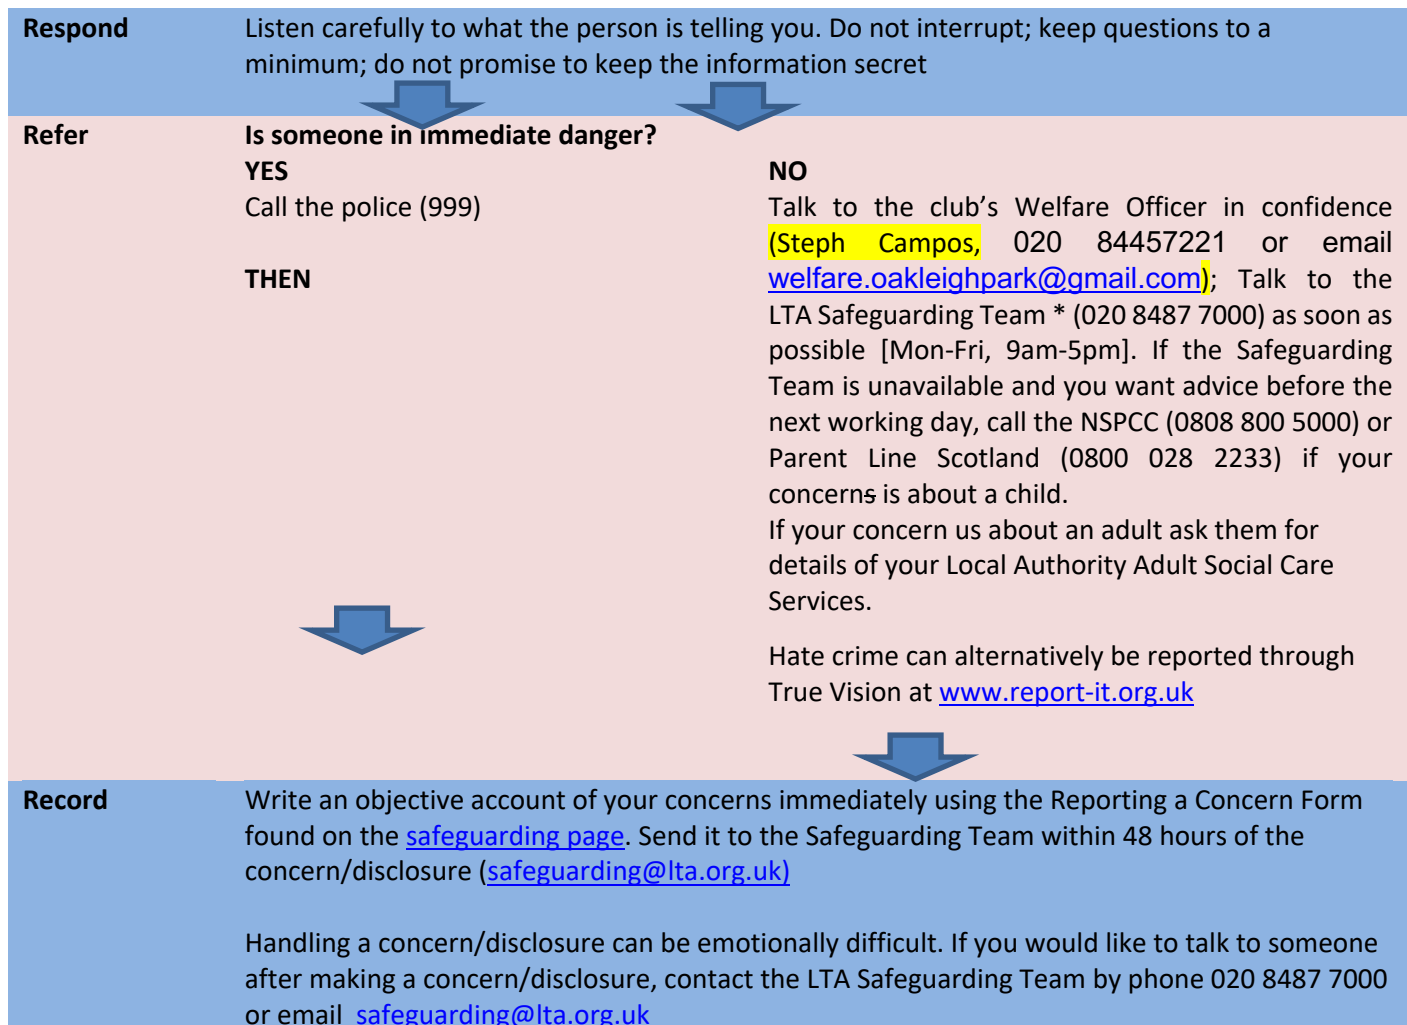 Respond
Listen carefully to what the person is telling you. Do not interrupt; keep questions to a
minimum; do not promise to keep the information secret
Refer
Is someone in immediate danger?
YES
Call the police (999)
THEN
NO
Talk to the club’s Welfare Officer in confidence
(Steph Campos, 020 84457221 or email
welfare.oakleighpark@gmail.com); Talk to the
LTA Safeguarding Team * (020 8487 7000) as soon as
possible [Mon-Fri, 9am-5pm]. If the Safeguarding
Team is unavailable and you want advice before the
next working day, call the NSPCC (0808 800 5000) or
Parent Line Scotland (0800 028 2233) if your
concerns is about a child.
If your concern us about an adult ask them for
details of your Local Authority Adult Social Care
Services.
Hate crime can alternatively be reported through
True Vision at www.report-it.org.uk
Record
Write an objective account of your concerns immediately using the Reporting a Concern Form
found on the safeguarding page. Send it to the Safeguarding Team within 48 hours of the
concern/disclosure (safeguarding@lta.org.uk)
Handling a concern/disclosure can be emotionally difficult. If you would like to talk to someone
after making a concern/disclosure, contact the LTA Safeguarding Team by phone 020 8487 7000
or email safeguarding@lta.org.uk